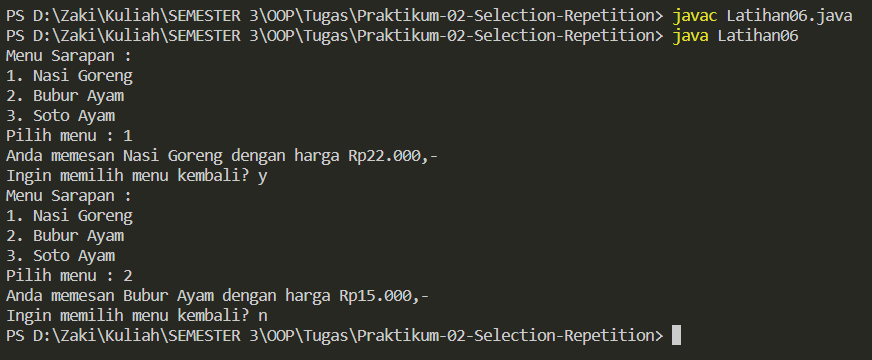 PS D:\Zaki\Kuliah\SEMESTER 3\OOP\Tugas\Praktikum-02-Selection-Repetition> javac Latihan06.java
PS D:\Zaki\Kuliah\SEMESTER 3\OOP\Tugas\Praktikum-02-Selection-Repetition> java Latihan06
Menu Sarapan :
1. Nasi Goreng
2. Bubur Ayam
3. Soto Ayam
Pilih menu : 1
Anda memesan Nasi Goreng dengan harga Rp22.000,-
Ingin memilih menu kembali? y
Menu Sarapan :
1. Nasi Goreng
2. Bubur Ayam
3. Soto Ayam
Pilih menu : 2
Anda memesan Bubur Ayam dengan harga Rp15.000,-
Ingin memilih menu kembali? n
PS D:\Zaki\Kuliah\SEMESTER 3\OOP\Tugas\Praktikum-02-Selection-Repetition>